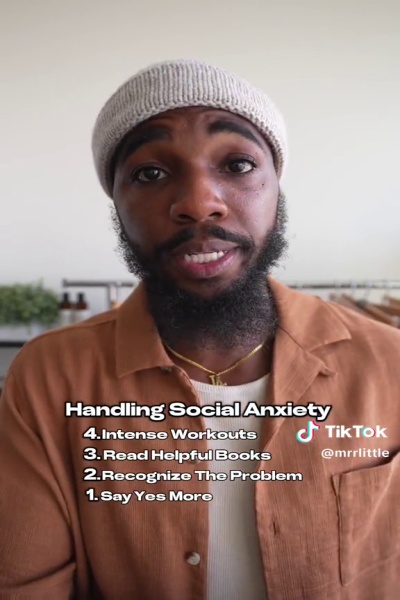 Handling Social Anxiety
4. Intense Workouts
3. Read Helpful Books
2. Recognize The Problem
1. Say Yes More
TikTok
@mrrlittle